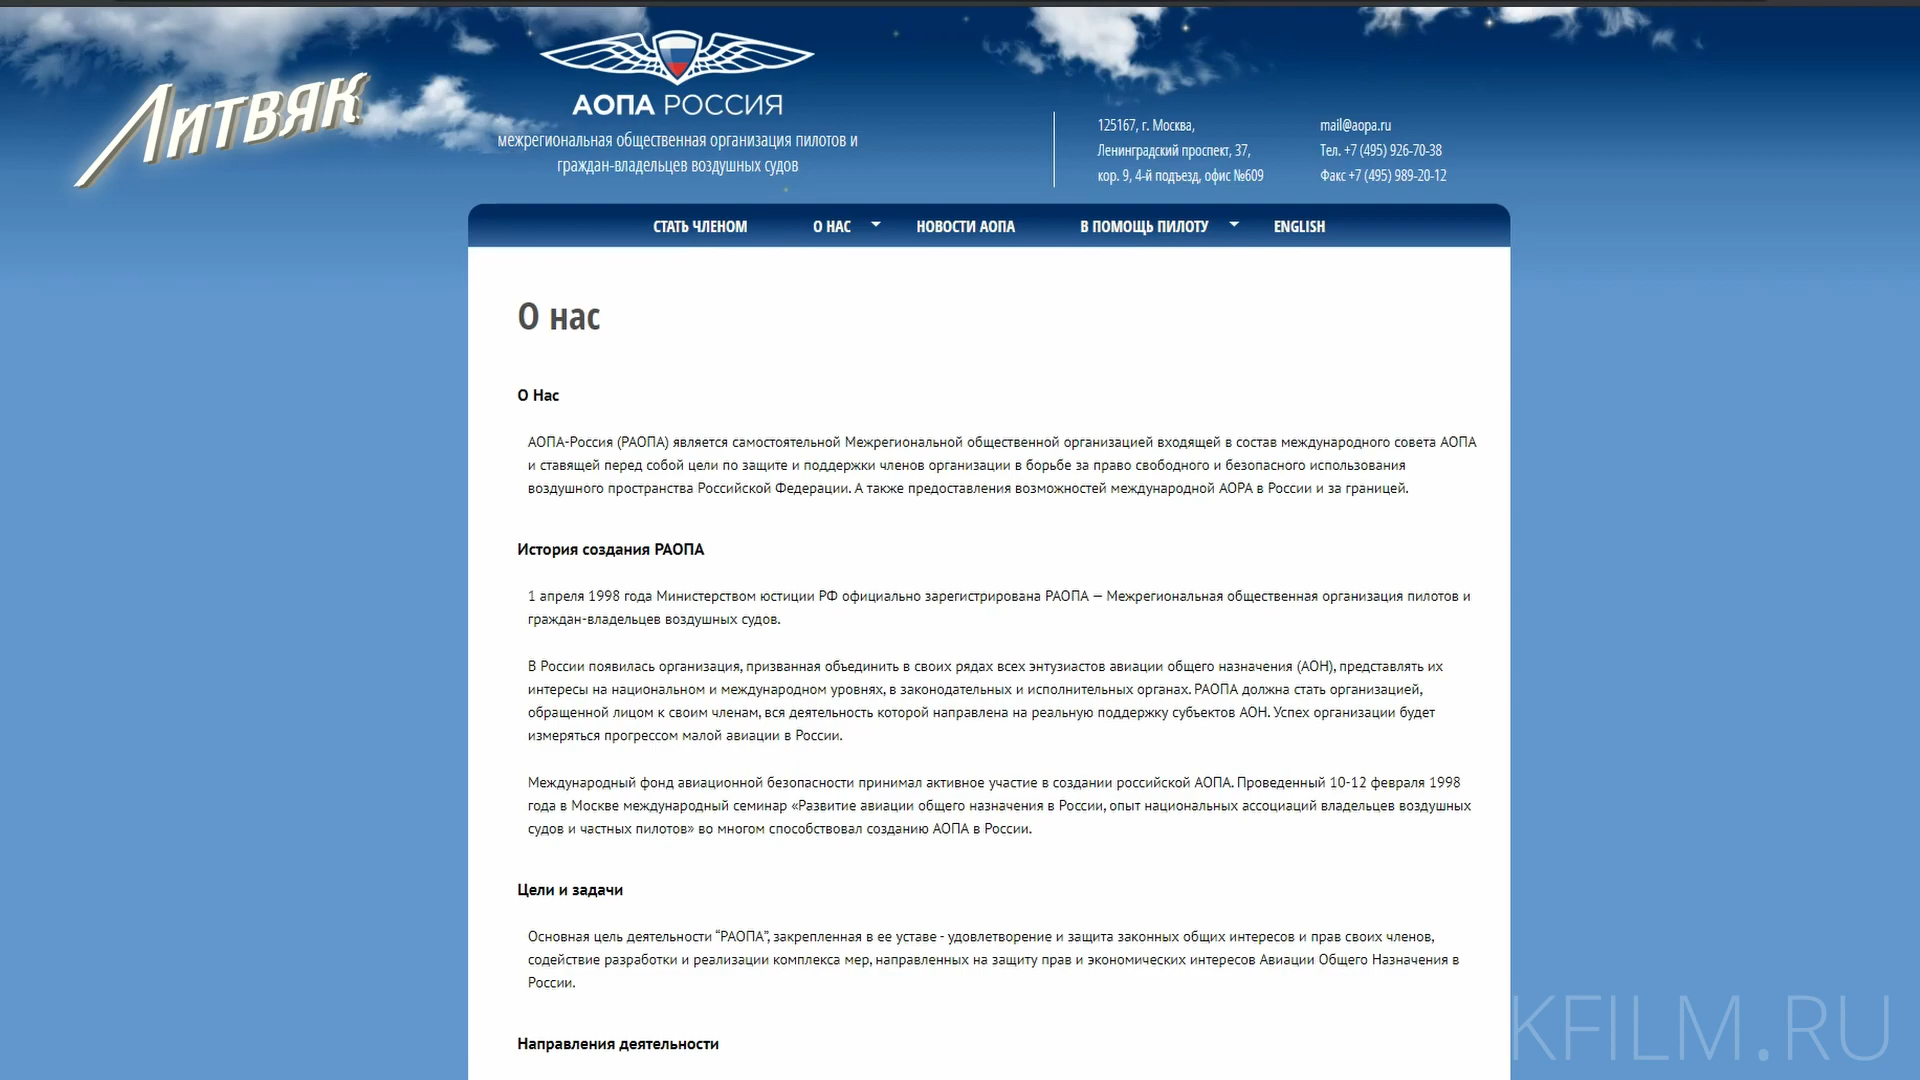 Литвяк
АОПА РОССИЯ
межрегиональная общественная организация пилотов и
граждан-владельцев воздушных судов
125167, г. Москва,
Ленинградский проспект, 37,
кор. 9, 4-й подъезд, офис №609
mail@aopa.ru
Тел. +7 (495) 926-70-38
Факс +7 (495) 989-20-12
СТАТЬ ЧЛЕНОМ
О НАС
НОВОСТИ АОПА
В ПОМОЩЬ ПИЛОТУ
ENGLISH
О нас
О Нас
АОПА-Россия (РАОПА) является самостоятельной Межрегиональной общественной организацией входящей в состав международного совета АОПА
и ставящей перед собой цели по защите и поддержки членов организации в борьбе за право свободного и безопасного использования
воздушного пространства Российской Федерации. А также предоставления возможностей международной АОРА в России и за границей.
История создания РАОПА
1 апреля 1998 года Министерством юстиции РФ официально зарегистрирована РАОПА — Межрегиональная общественная организация пилотов и
граждан-владельцев воздушных судов.
В России появилась организация, призванная объединить в своих рядах всех энтузиастов авиации общего назначения (АОН), представлять их
интересы на национальном и международном уровнях, в законодательных и исполнительных органах. РАОПА должна стать организацией,
обращенной лицом к своим членам, вся деятельность которой направлена на реальную поддержку субъектов АОН. Успех организации будет
измеряться прогрессом малой авиации в России.
Международный фонд авиационной безопасности принимал активное участие в создании российской АОПА. Проведенный 10-12 февраля 1998
года в Москве международный семинар «Развитие авиации общего назначения в России, опыт национальных ассоциаций владельцев воздушных
судов и частных пилотов» во многом способствовал созданию АОПА в России.
Цели и задачи
Основная цель деятельности “РАОПА”, закрепленная в ее уставе - удовлетворение и защита законных общих интересов и прав своих членов,
содействие разработки и реализации комплекса мер, направленных на защиту прав и экономических интересов Авиации Общего Назначения в
России.
Направления деятельности
KFILM.RU